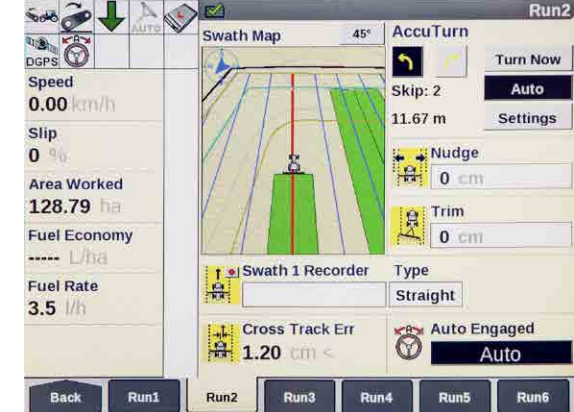 AUTO
Run2
DGPS
Swath Map
45°
AccuTurn
Turn Now
Skip: 2
Auto
11.67 m
Settings
Speed
0.00 km/h
Slip
0 %
Area Worked
128.79 ha
Fuel Economy
----- L/ha
Fuel Rate
3.5 l/h
Nudge
0 cm
Trim
0 cm
Swath 1 Recorder
Type
Straight
Cross Track Err
1.20 cm <
Auto Engaged
Auto
Back
Run1
Run2
Run3
Run4
Run5
Run6